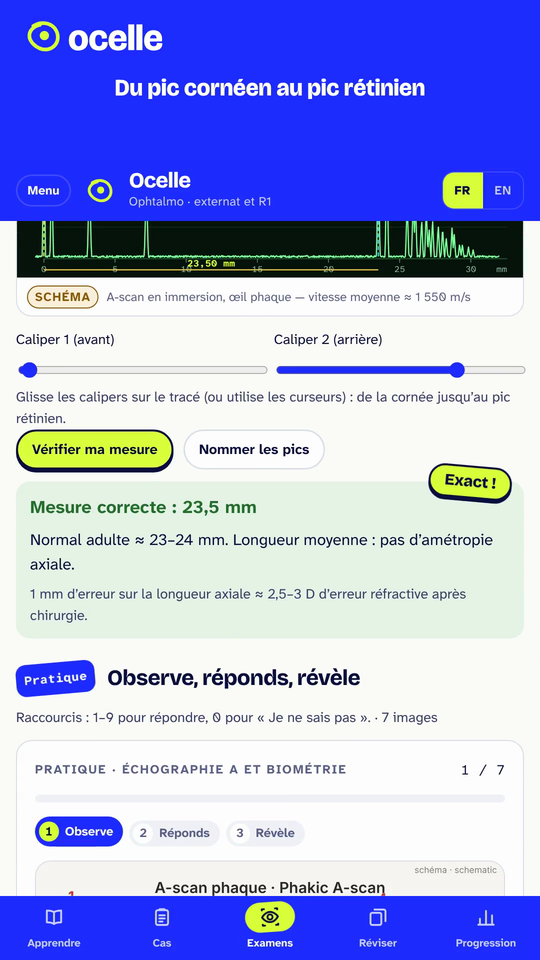 ocelle
Du pic cornéen au pic rétinien
Menu
Ocelle
Ophtalmo · externat et R1
FR
EN
23,50 mm
0 5 10 15 20 25 30 mm
SCHÉMA
A-scan en immersion, œil phaque — vitesse moyenne ≈ 1 550 m/s
Caliper 1 (avant)
Caliper 2 (arrière)
Glisse les calipers sur le tracé (ou utilise les curseurs) : de la cornée jusqu’au pic
rétinien.
Vérifier ma mesure
Nommer les pics
Exact !
Mesure correcte : 23,5 mm
Normal adulte ≈ 23–24 mm. Longueur moyenne : pas d’amétropie
axiale.
1 mm d’erreur sur la longueur axiale ≈ 2,5–3 D d’erreur réfractive après
chirurgie.
Pratique
Observe, réponds, révèle
Raccourcis : 1–9 pour répondre, 0 pour « Je ne sais pas ». · 7 images
PRATIQUE · ÉCHOGRAPHIE A ET BIOMÉTRIE
1 / 7
1 Observe
2 Réponds
3 Révèle
schéma · schematic
A-scan phaque · Phakic A-scan
Apprendre
Cas
Examens
Réviser
Progression